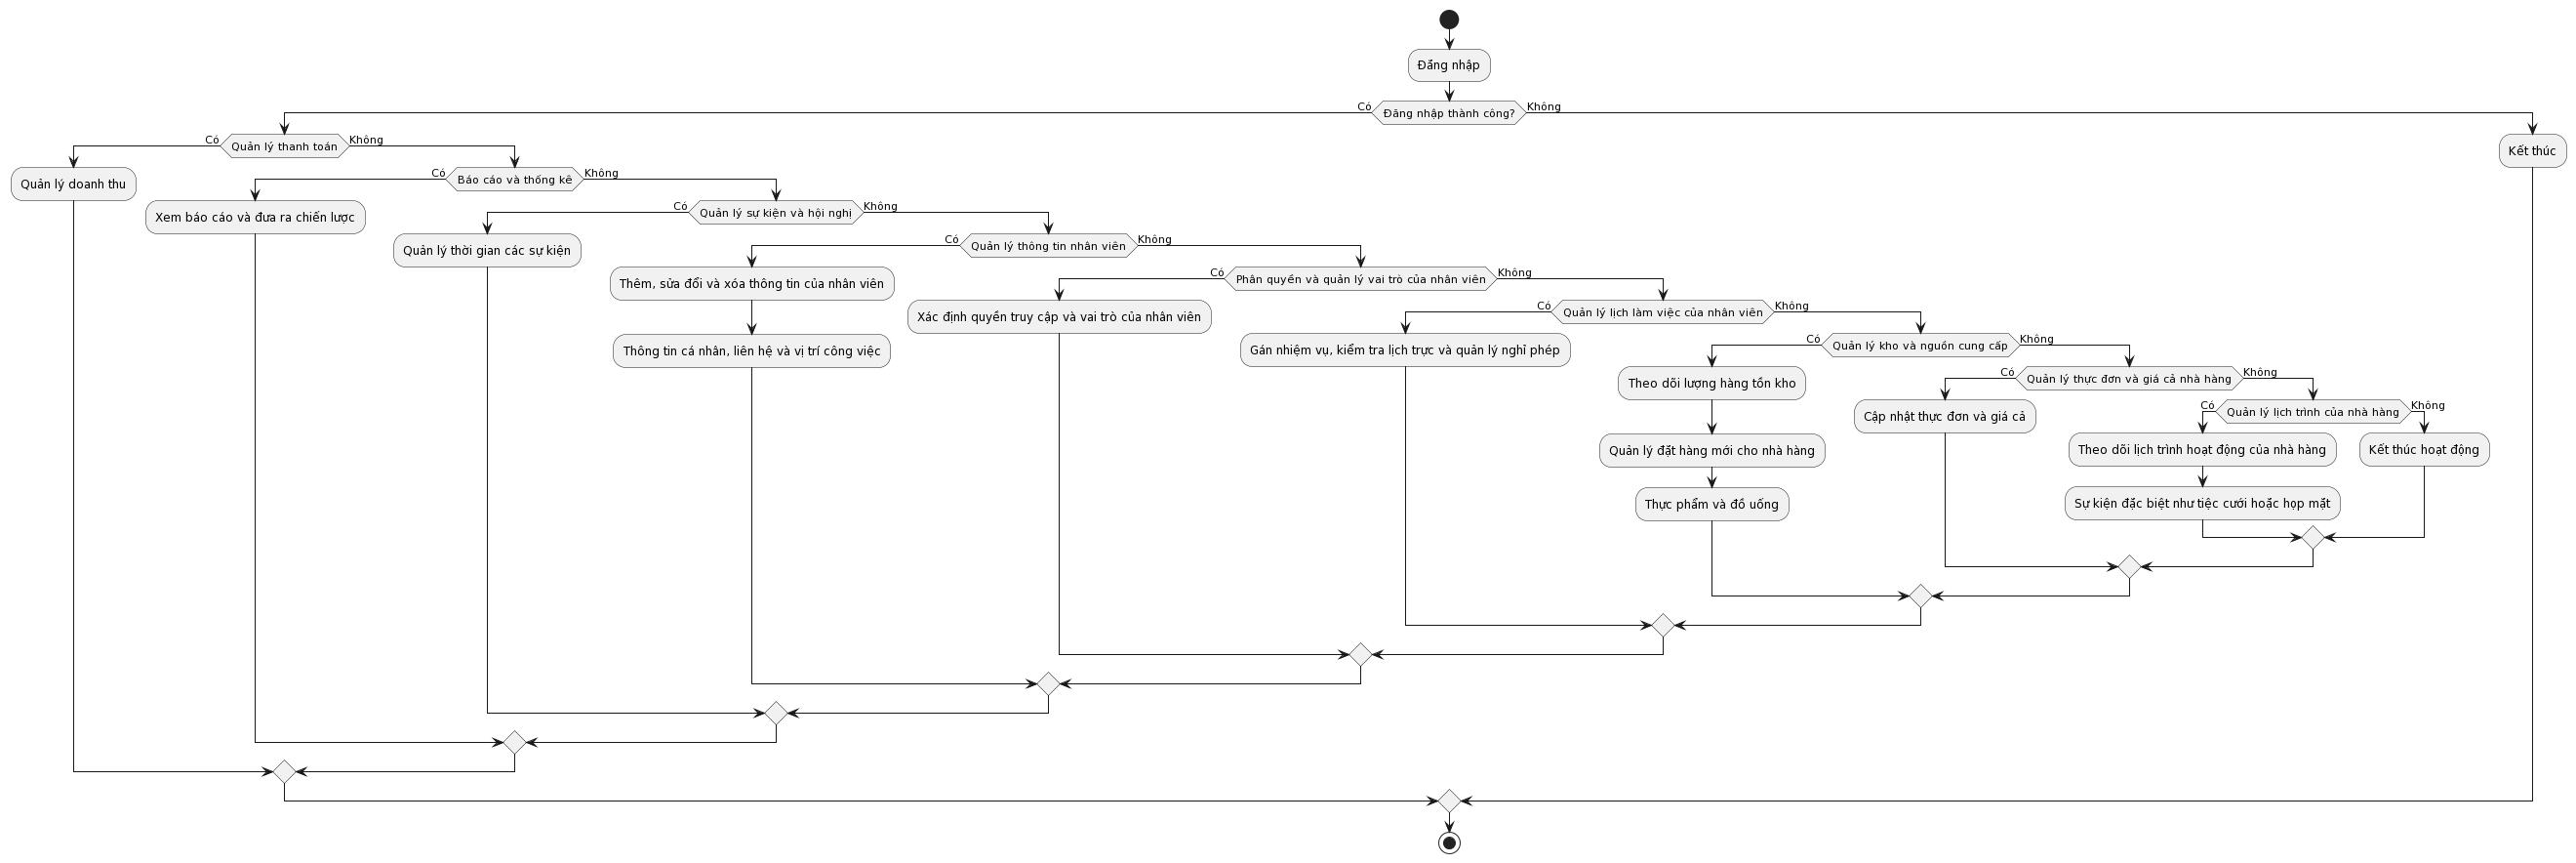 Đăng nhập
Có
Đăng nhập thành công?
Không
Có
Quản lý thanh toán
Không
Kết thúc
Quản lý doanh thu
Có
Báo cáo và thống kê
Không
Xem báo cáo và đưa ra chiến lược
Có
Quản lý sự kiện và hội nghị
Không
Quản lý thời gian các sự kiện
Có
Quản lý thông tin nhân viên
Không
Thêm, sửa đổi và xóa thông tin của nhân viên
Thông tin cá nhân, liên hệ và vị trí công việc
Có
Phân quyền và quản lý vai trò của nhân viên
Không
Xác định quyền truy cập và vai trò của nhân viên
Có
Quản lý lịch làm việc của nhân viên
Không
Gán nhiệm vụ, kiểm tra lịch trực và quản lý nghỉ phép
Có
Quản lý kho và nguồn cung cấp
Không
Theo dõi lượng hàng tồn kho
Quản lý đặt hàng mới cho nhà hàng
Thực phẩm và đồ uống
Có
Quản lý thực đơn và giá cả nhà hàng
Không
Cập nhật thực đơn và giá cả
Có
Quản lý lịch trình của nhà hàng
Không
Theo dõi lịch trình hoạt động của nhà hàng
Kết thúc hoạt động
Sự kiện đặc biệt như tiệc cưới hoặc họp mặt